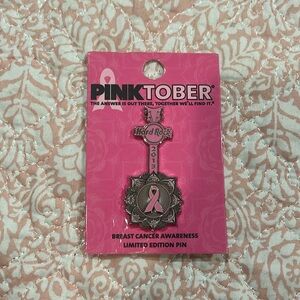 PINKTOBER®
THE ANSWER IS OUT THERE, TOGETHER WE'LL FIND IT.®
Hard Rock
BREAST CANCER AWARENESS
LIMITED EDITION PIN